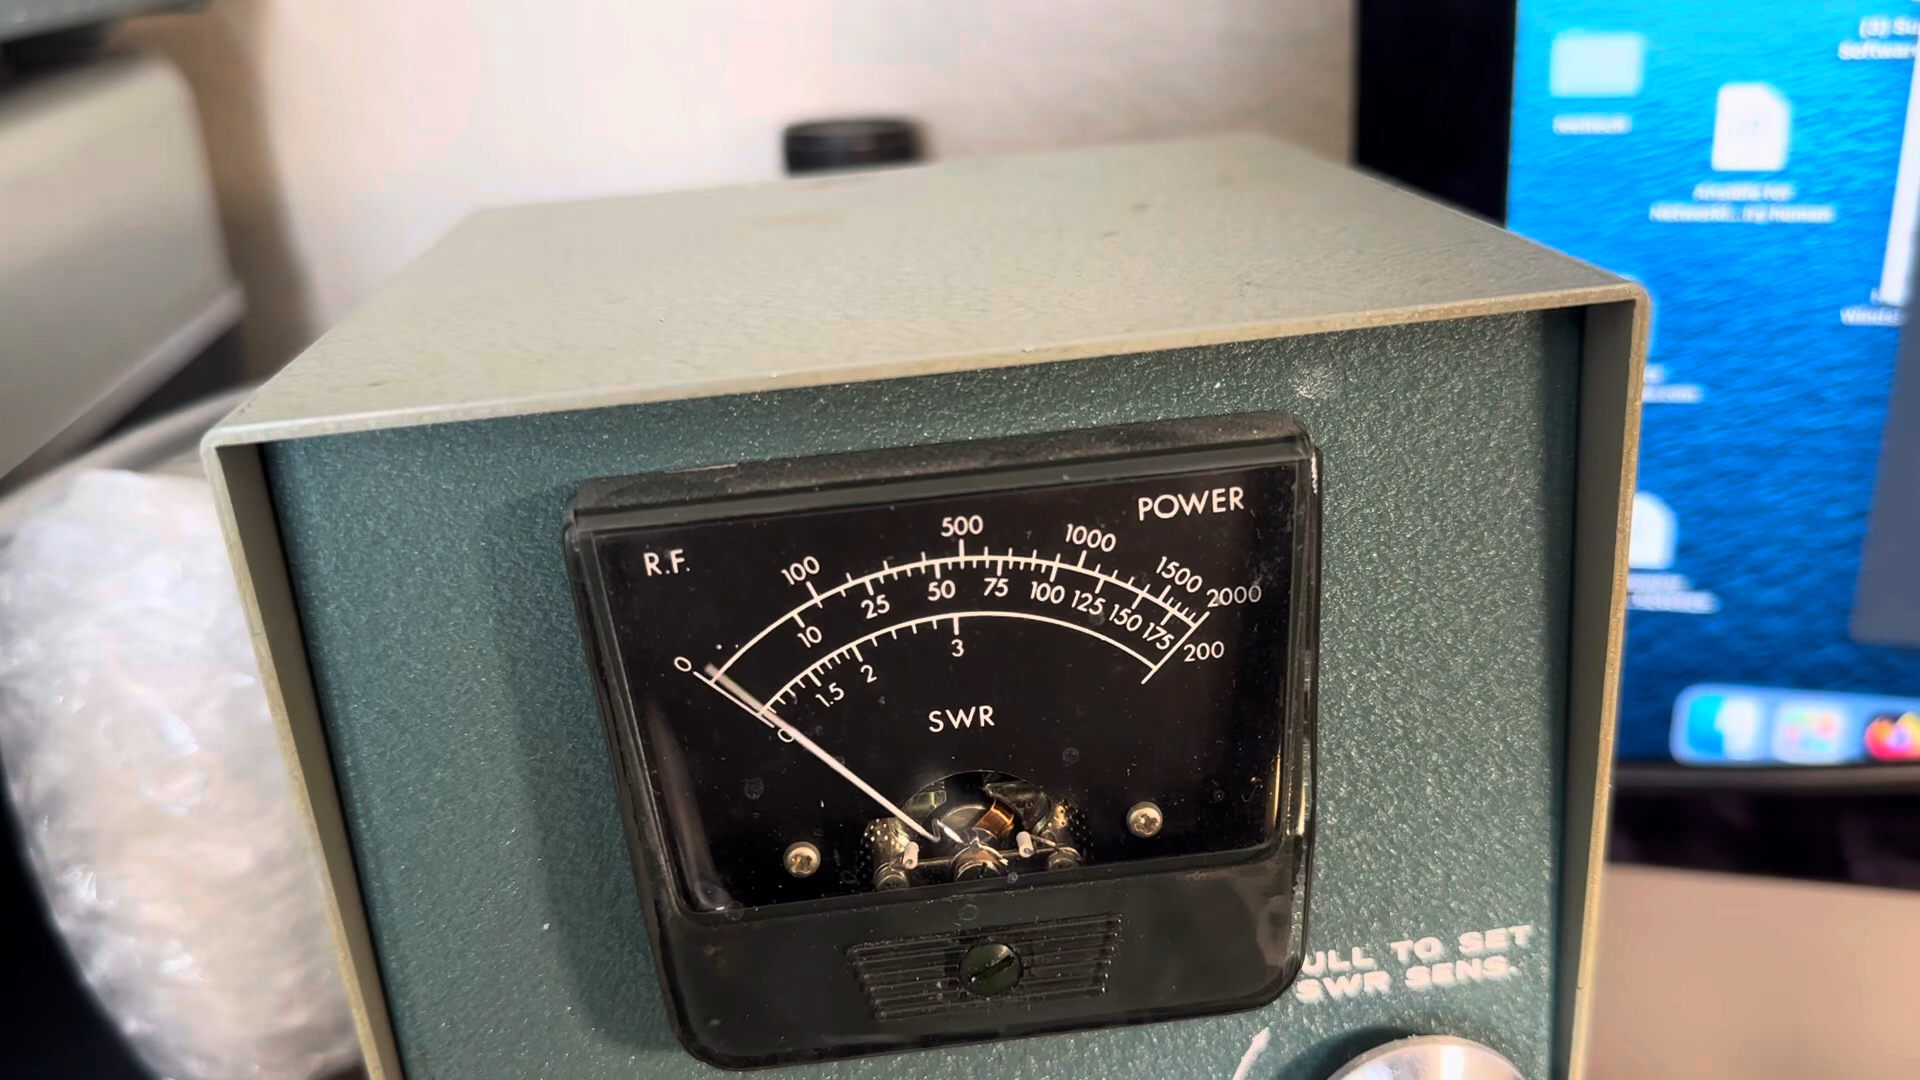 R.F.
POWER
0 100 500 1000 1500 2000
10 25 50 75 100 125 150 175 200
0 1.5 2 3
SWR
ULL TO SET
SWR SENS.